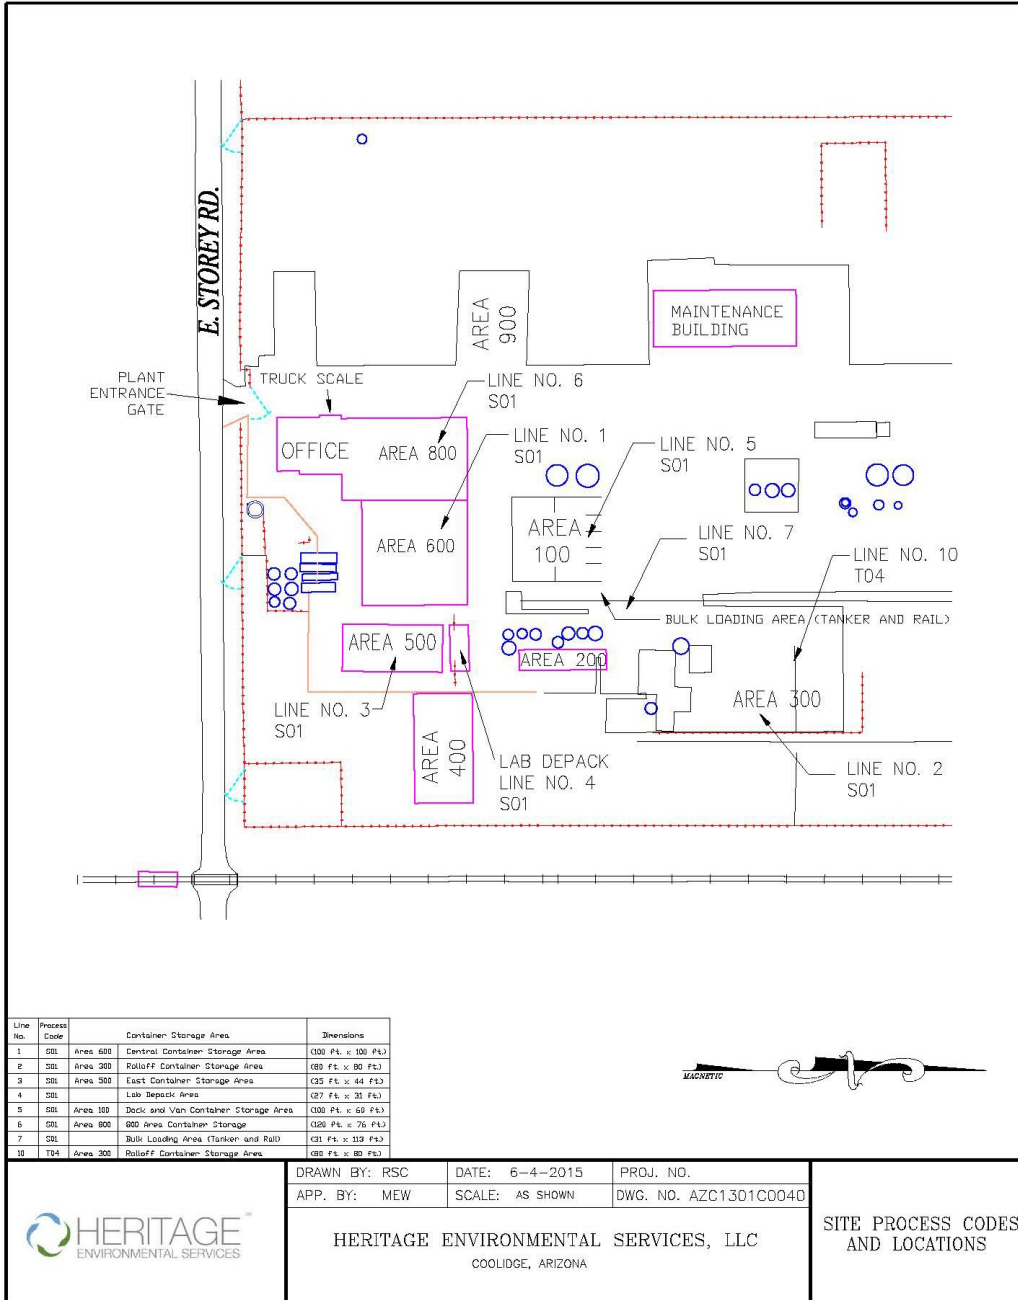 E. STOREY RD.
AREA
900
MAINTENANCE
BUILDING
PLANT
ENTRANCE
GATE
TRUCK SCALE
LINE NO. 6
S01
OFFICE
AREA 800
LINE NO. 1
S01
LINE NO. 5
S01
AREA
100
AREA 600
LINE NO. 7
S01
LINE NO. 10
T04
BULK LOADING AREA (TANKER AND RAIL)
AREA 500
AREA 200
AREA 300
LINE NO. 3
S01
AREA
400
LAB DEPACK
LINE NO. 4
S01
LINE NO. 2
S01
Line No. Process Code Container Storage Area Dimensions
1 S01 Area 600 Central Container Storage Area (100 ft. x 100 ft.)
2 S01 Area 300 Rolloff Container Storage Area (80 ft. x 80 ft.)
3 S01 Area 500 East Container Storage Area (35 ft. x 44 ft.)
4 S01 Lab Depack Area (27 ft. x 31 ft.)
5 S01 Area 100 Dock and Van Container Storage Area (100 ft. x 60 ft.)
6 S01 Area 800 800 Area Container Storage (120 ft. x 76 ft.)
7 S01 Bulk Loading Area (Tanker and Rail) (31 ft. x 113 ft.)
10 T04 Area 300 Rolloff Container Storage Area (80 ft. x 80 ft.)
MAGNETIC
N
HERITAGE
ENVIRONMENTAL SERVICES
DRAWN BY: RSC DATE: 6-4-2015 PROJ. NO.
APP. BY: MEW SCALE: AS SHOWN DWG. NO. AZC1301C0040
HERITAGE ENVIRONMENTAL SERVICES, LLC
COOLIDGE, ARIZONA
SITE PROCESS CODES
AND LOCATIONS